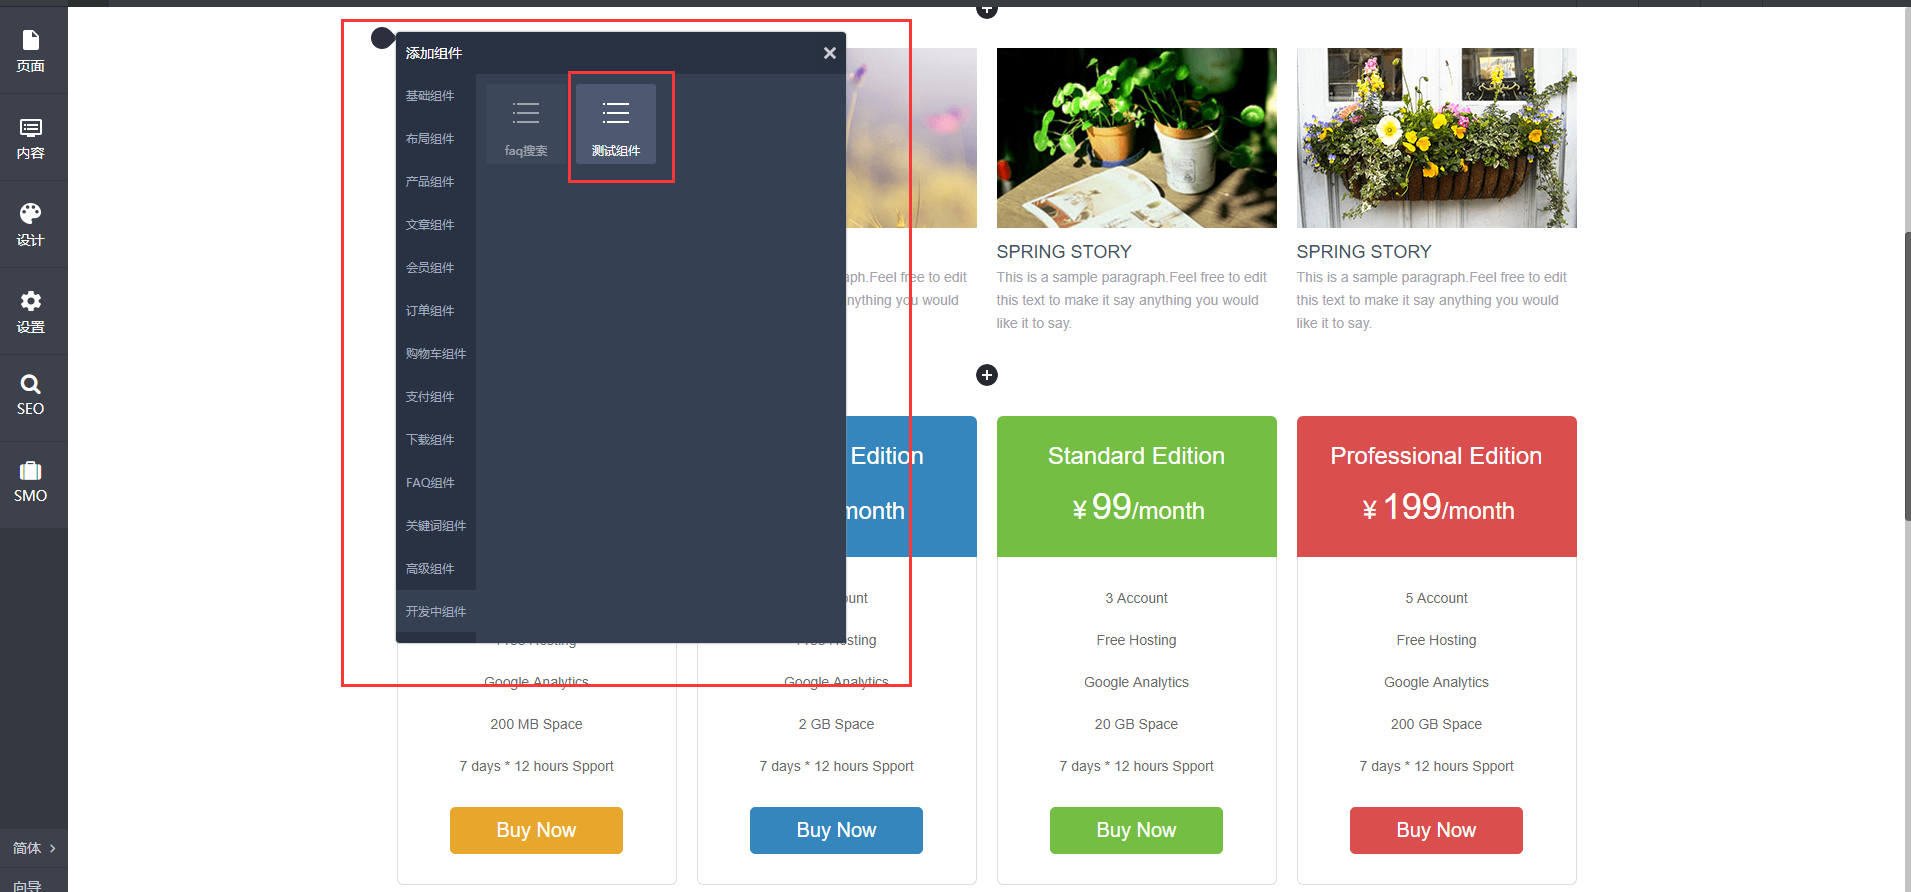 页面
内容
设计
设置
SEO
SMO
简体
向导
添加组件
基础组件
布局组件
产品组件
文章组件
会员组件
订单组件
购物车组件
支付组件
下载组件
FAQ组件
关键词组件
高级组件
开发中组件
faq搜索
测试组件
aph.Feel free to edit
nything you would
SPRING STORY
This is a sample paragraph.Feel free to edit
this text to make it say anything you would
like it to say.
SPRING STORY
This is a sample paragraph.Feel free to edit
this text to make it say anything you would
like it to say.
Free Hosting
Google Analytics
200 MB Space
7 days * 12 hours Spport
Buy Now
Edition
month
ount
Free Hosting
Google Analytics
2 GB Space
7 days * 12 hours Spport
Buy Now
Standard Edition
¥ 99/month
3 Account
Free Hosting
Google Analytics
20 GB Space
7 days * 12 hours Spport
Buy Now
Professional Edition
¥ 199/month
5 Account
Free Hosting
Google Analytics
200 GB Space
7 days * 12 hours Spport
Buy Now